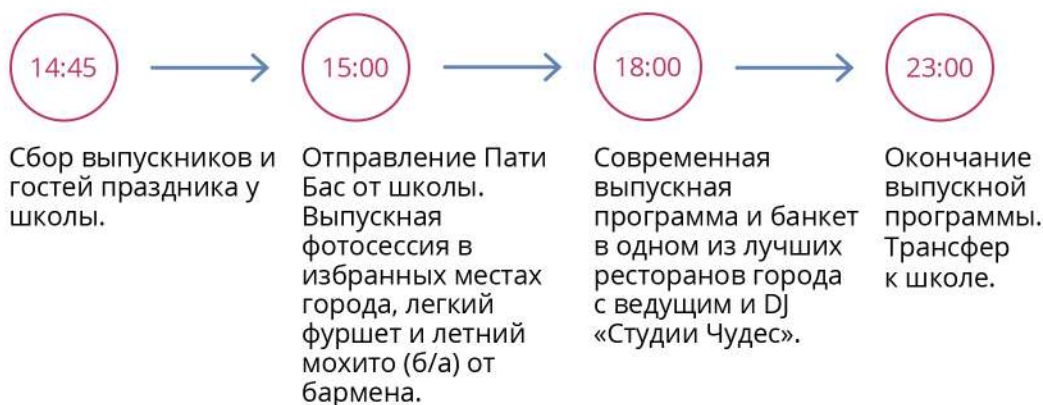 14:45
Сбор выпускников и
гостей праздника у
школы.
15:00
Отправление Пати
Бас от школы.
Выпускная
фотосессия в
избранных местах
города, легкий
фуршет и летний
мохито (б/а) от
бармена.
18:00
Современная
выпускная
программа и банкет
в одном из лучших
ресторанов города
с ведущим и DJ
«Студии Чудес».
23:00
Окончание
выпускной
программы.
Трансфер
к школе.